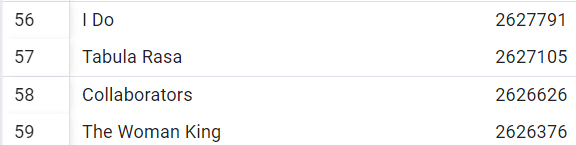 56 I Do 2627791
57 Tabula Rasa 2627105
58 Collaborators 2626626
59 The Woman King 2626376